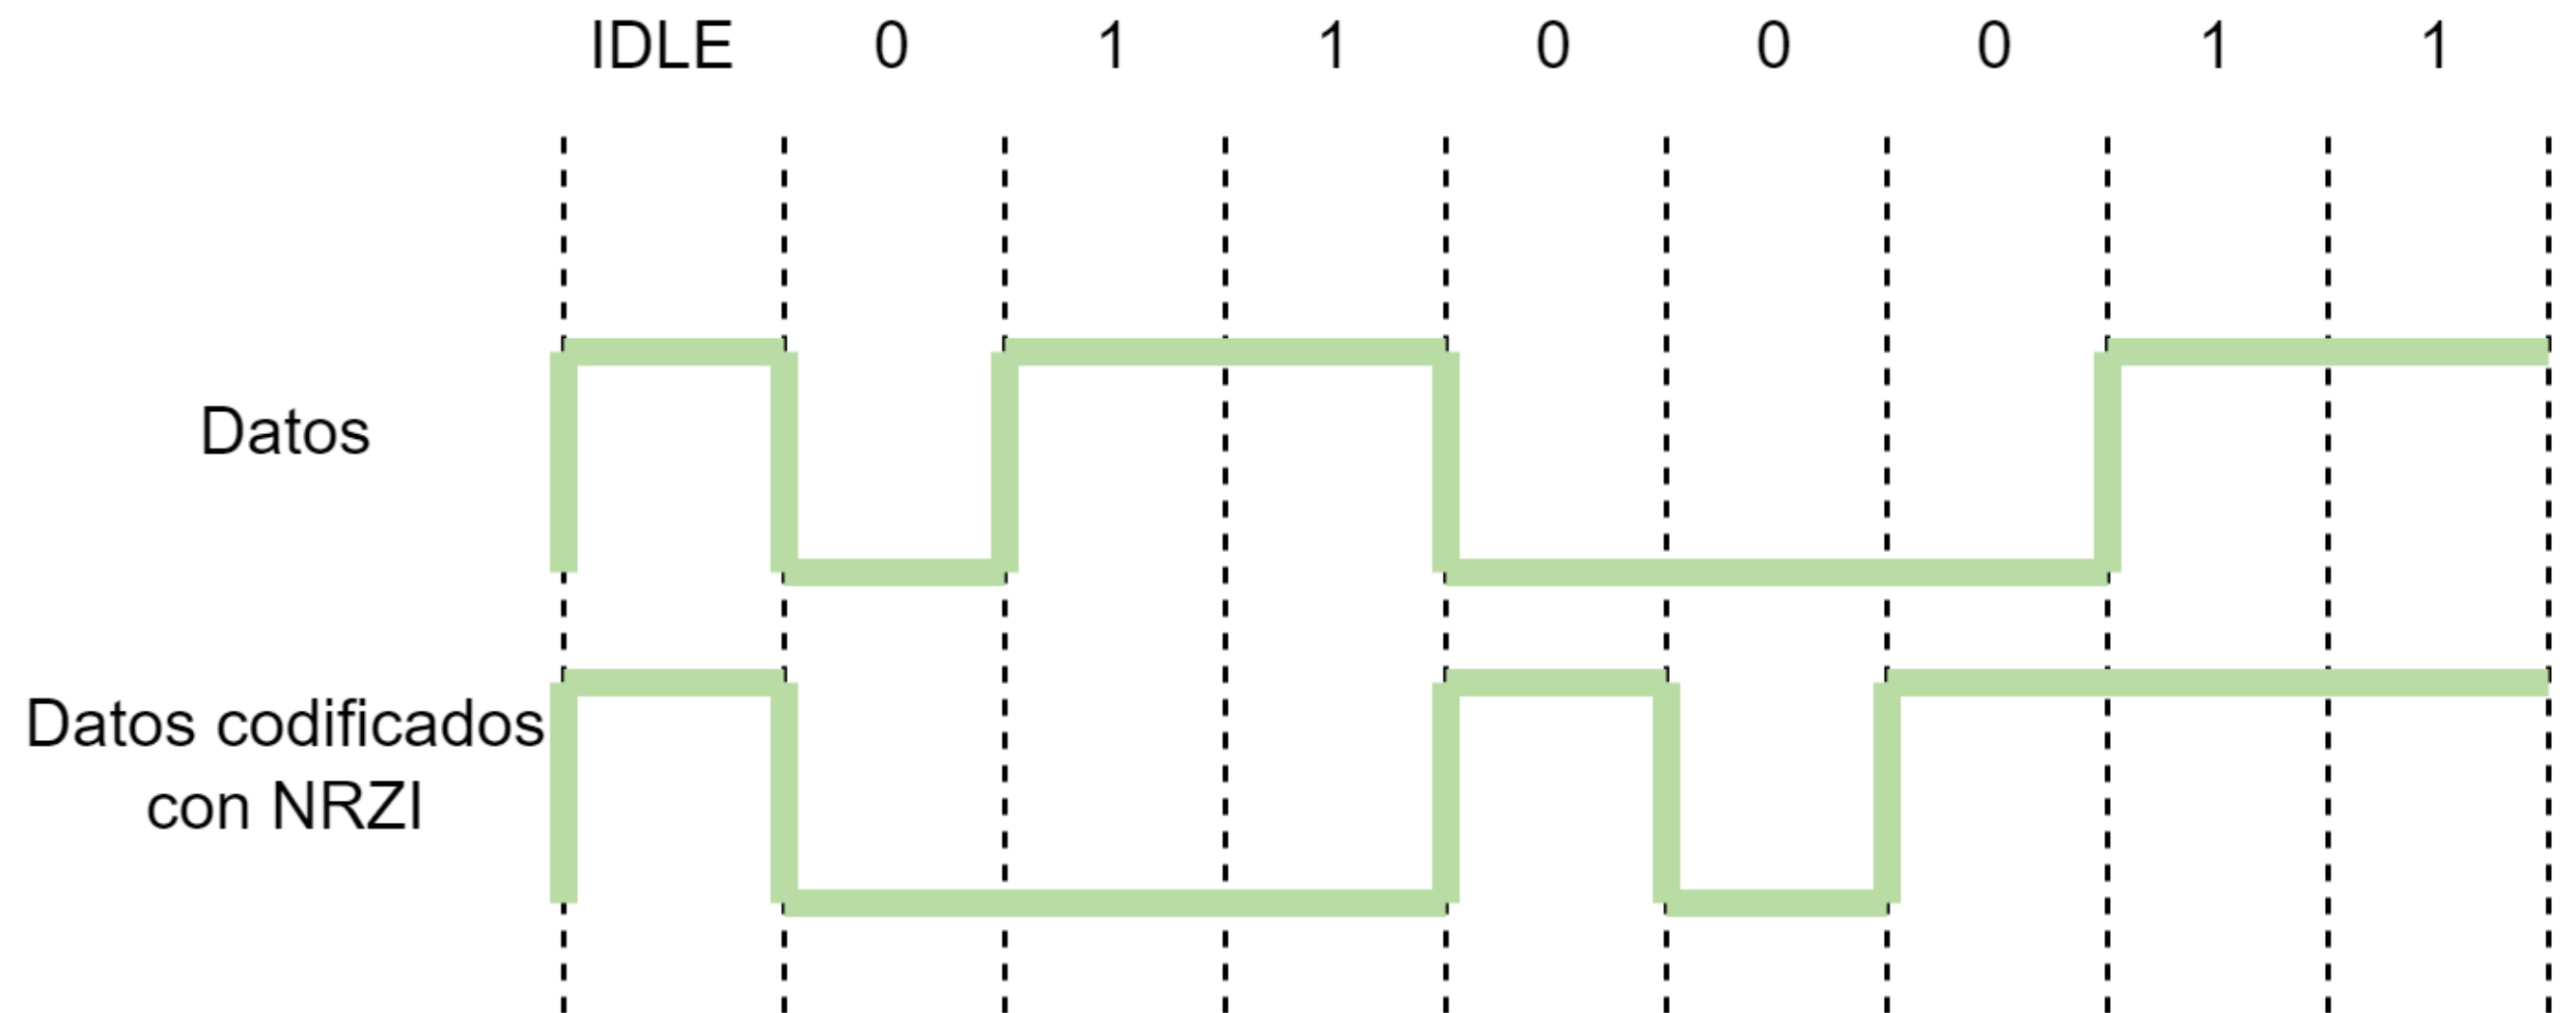 IDLE 0 1 1 0 0 0 1 1
Datos
Datos codificados
con NRZI